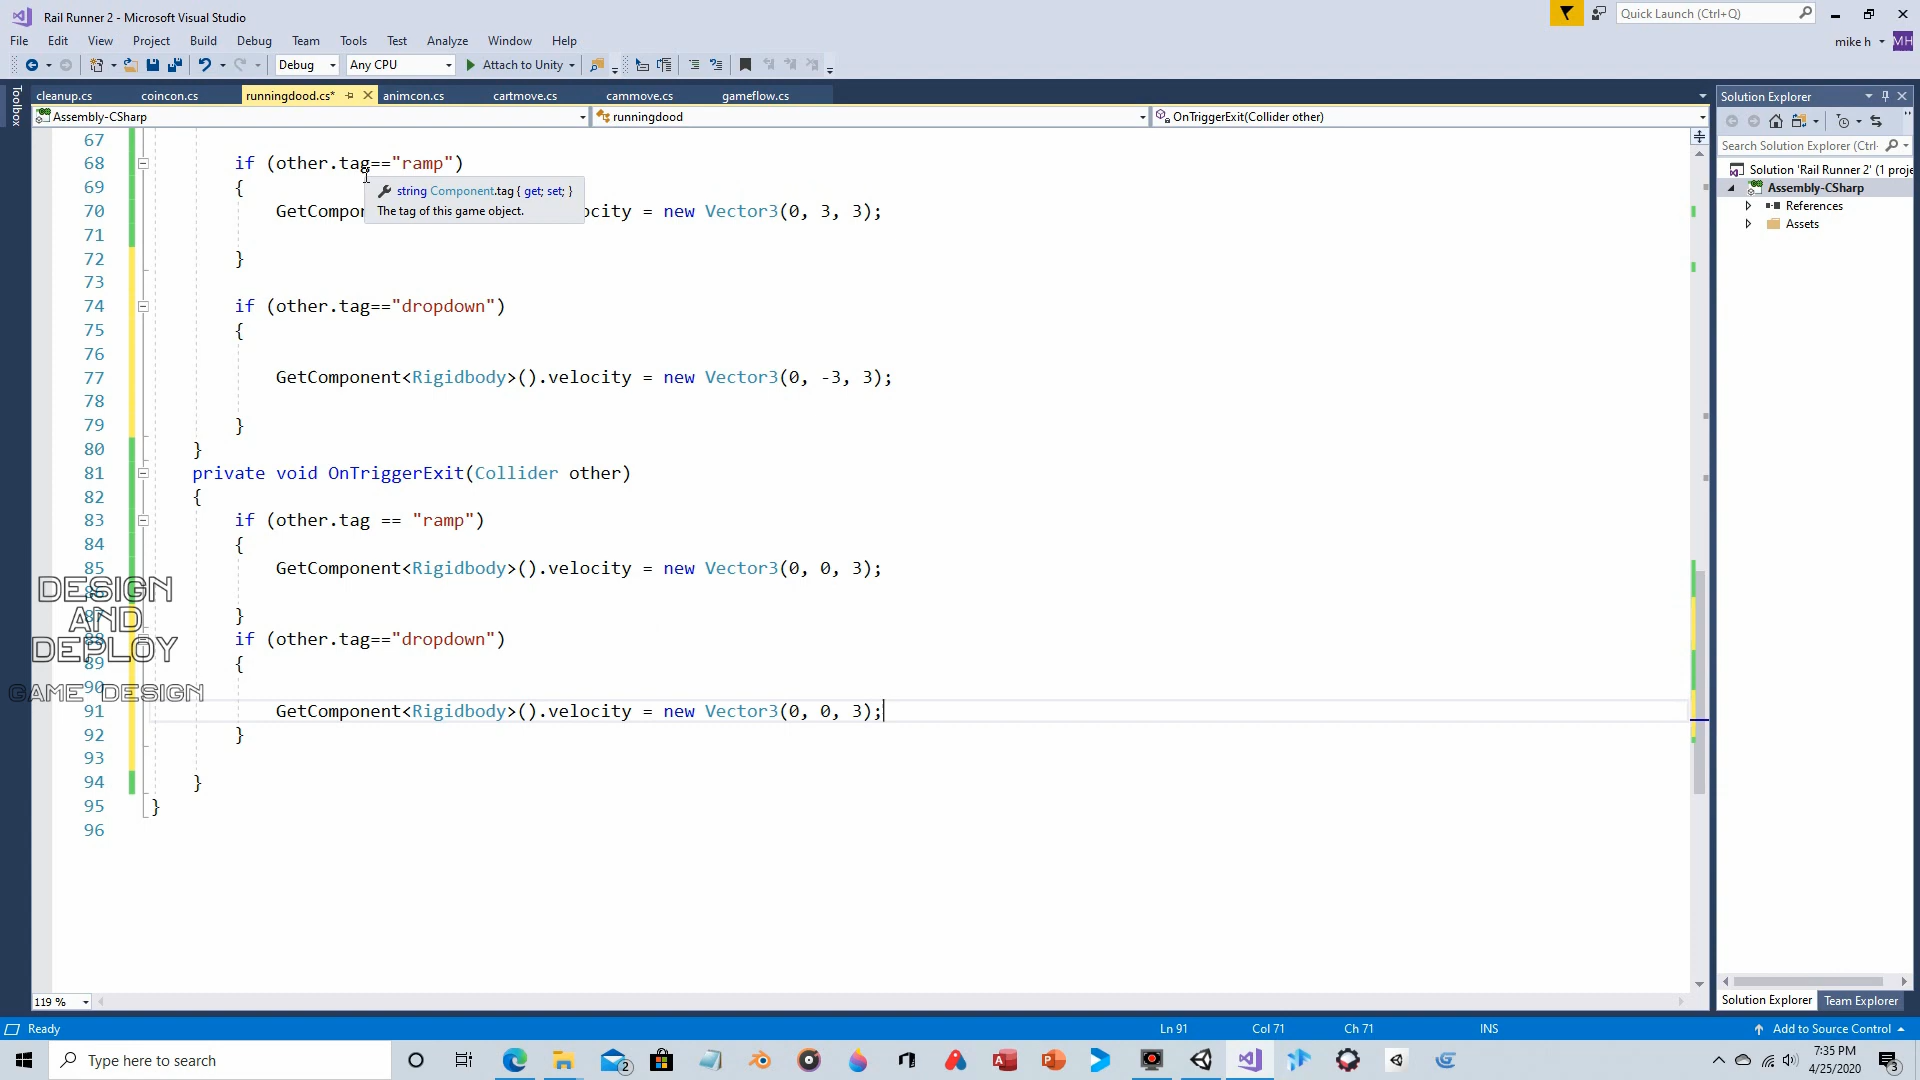 Rail Runner 2 - Microsoft Visual Studio
Quick Launch (Ctrl+Q)
File Edit View Project Build Debug Team Tools Test Analyze Window Help
mike h MH
Debug Any CPU Attach to Unity
Toolbox
cleanup.cs coincon.cs runningdood.cs* animcon.cs cartmove.cs cammove.cs gameflow.cs
Assembly-CSharp runningdood OnTriggerExit(Collider other)
67
68 if (other.tag=="ramp")
69 {
70 GetCompon ocity = new Vector3(0, 3, 3);
string Component.tag { get; set; }
The tag of this game object.
71
72 }
73
74 if (other.tag=="dropdown")
75 {
76
77 GetComponent<Rigidbody>().velocity = new Vector3(0, -3, 3);
78
79 }
80 }
81 private void OnTriggerExit(Collider other)
82 {
83 if (other.tag == "ramp")
84 {
85 GetComponent<Rigidbody>().velocity = new Vector3(0, 0, 3);
}
88 if (other.tag=="dropdown")
89 {
90
91 GetComponent<Rigidbody>().velocity = new Vector3(0, 0, 3);
92 }
93
94 }
95 }
96
DESIGN
AND
DEPLOY
GAME DESIGN
119 %
Solution Explorer
Search Solution Explorer (Ctrl-
Solution 'Rail Runner 2' (1 proje
Assembly-CSharp
References
Assets
Solution Explorer Team Explorer
Ready Ln 91 Col 71 Ch 71 INS Add to Source Control
Type here to search
2
7:35 PM
4/25/2020
3